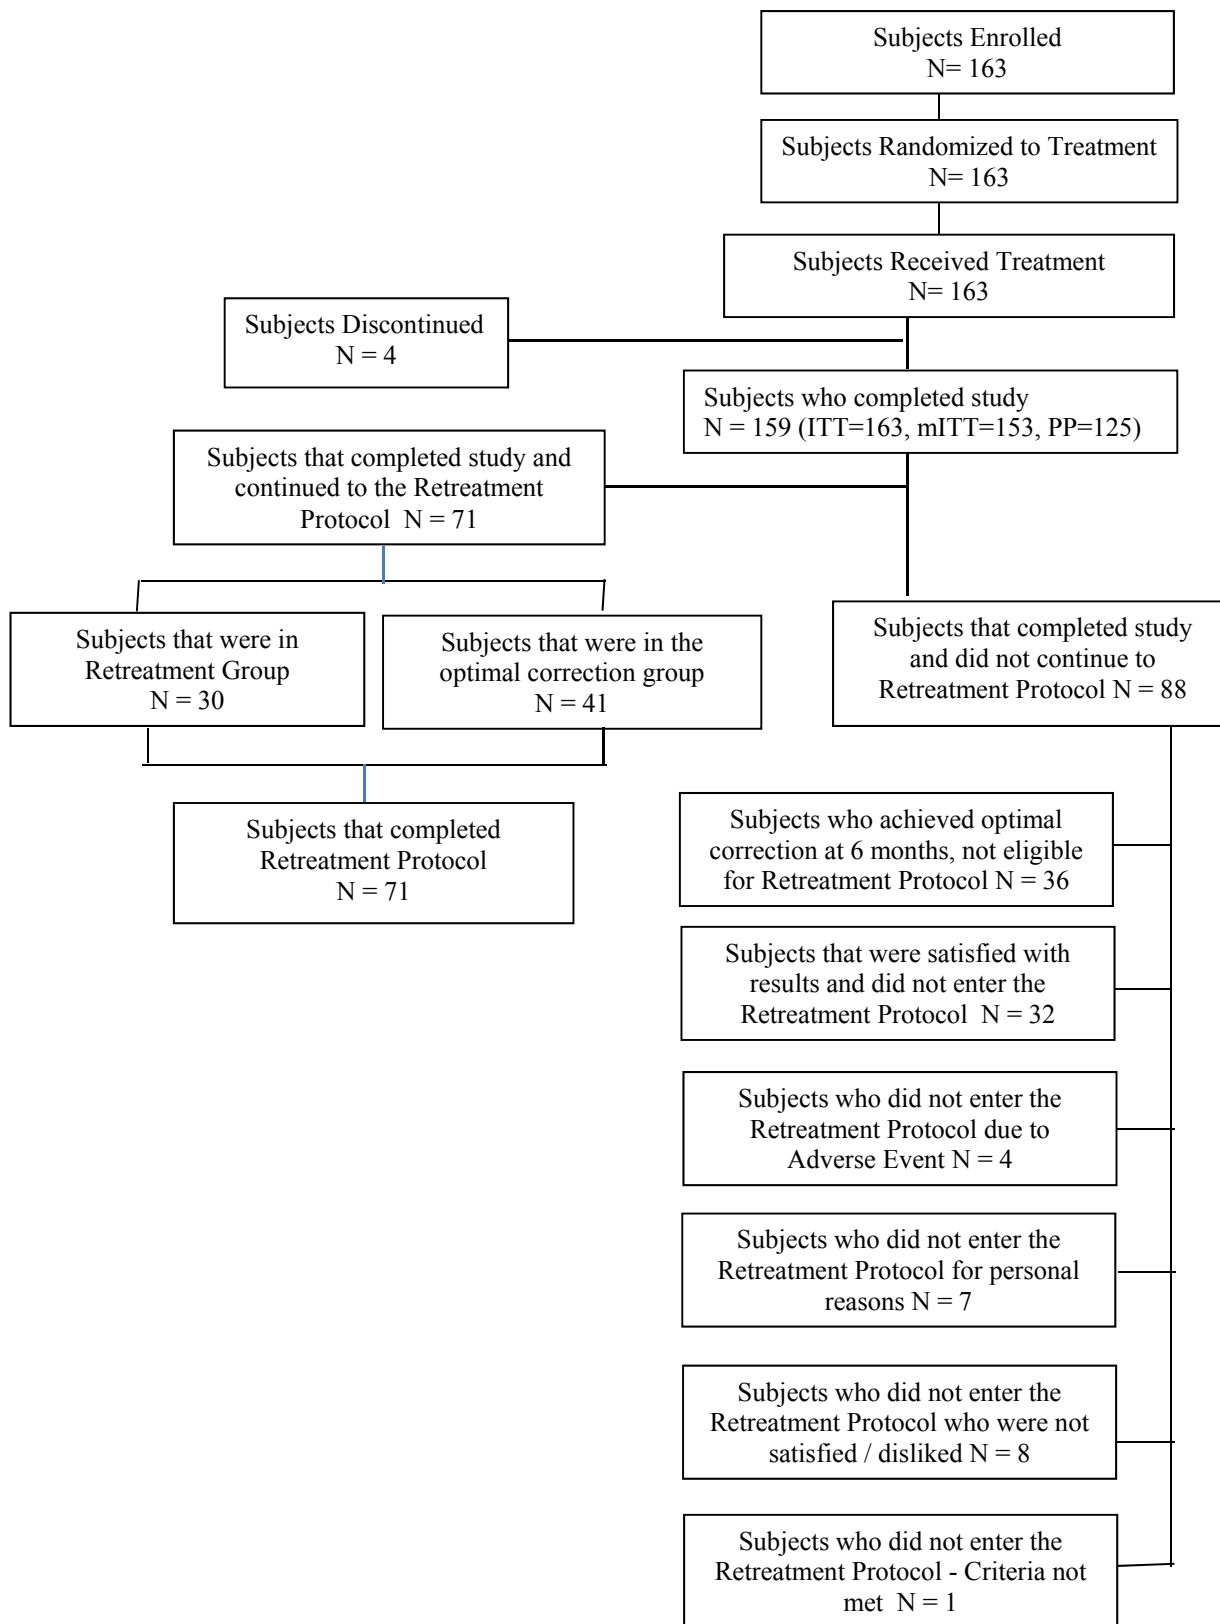 Subjects Enrolled
N= 163
Subjects Randomized to Treatment
N= 163
Subjects Received Treatment
N= 163
Subjects Discontinued
N = 4
Subjects who completed study
N = 159 (ITT=163, mITT=153, PP=125)
Subjects that completed study and
continued to the Retreatment
Protocol N = 71
Subjects that were in
Retreatment Group
N = 30
Subjects that were in the
optimal correction group
N = 41
Subjects that completed study
and did not continue to
Retreatment Protocol N = 88
Subjects that completed
Retreatment Protocol
N = 71
Subjects who achieved optimal
correction at 6 months, not eligible
for Retreatment Protocol N = 36
Subjects that were satisfied with
results and did not enter the
Retreatment Protocol N = 32
Subjects who did not enter the
Retreatment Protocol due to
Adverse Event N = 4
Subjects who did not enter the
Retreatment Protocol for personal
reasons N = 7
Subjects who did not enter the
Retreatment Protocol who were not
satisfied / disliked N = 8
Subjects who did not enter the
Retreatment Protocol - Criteria not
met N = 1